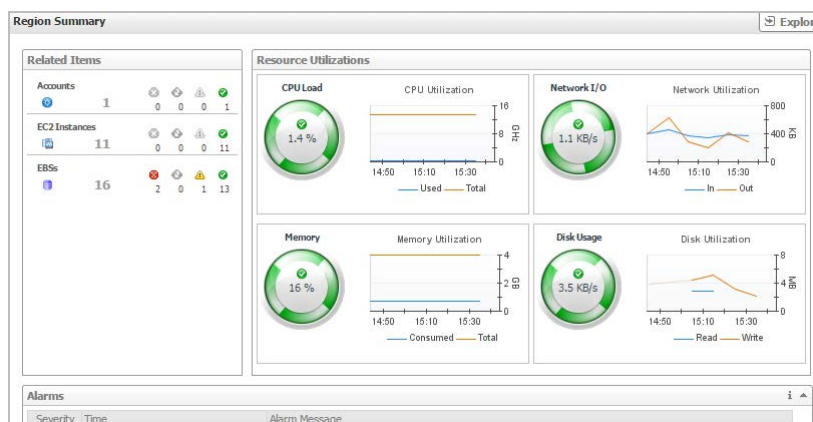 Region Summary
Explor
Related Items
Accounts
1
0 0 0 1
EC2 Instances
11
0 0 0 11
EBSs
16
2 0 1 13
Resource Utilizations
CPU Load
1.4 %
CPU Utilization
16
8
0
GHz
14:50 15:10 15:30
Used Total
Network I/O
1.1 KB/s
Network Utilization
800
400
0
KB
14:50 15:10 15:30
In Out
Memory
16 %
Memory Utilization
4
2
0
GB
14:50 15:10 15:30
Consumed Total
Disk Usage
3.5 KB/s
Disk Utilization
8
4
0
MB
14:50 15:10 15:30
Read Write
Alarms
i
Severity Time Alarm Message